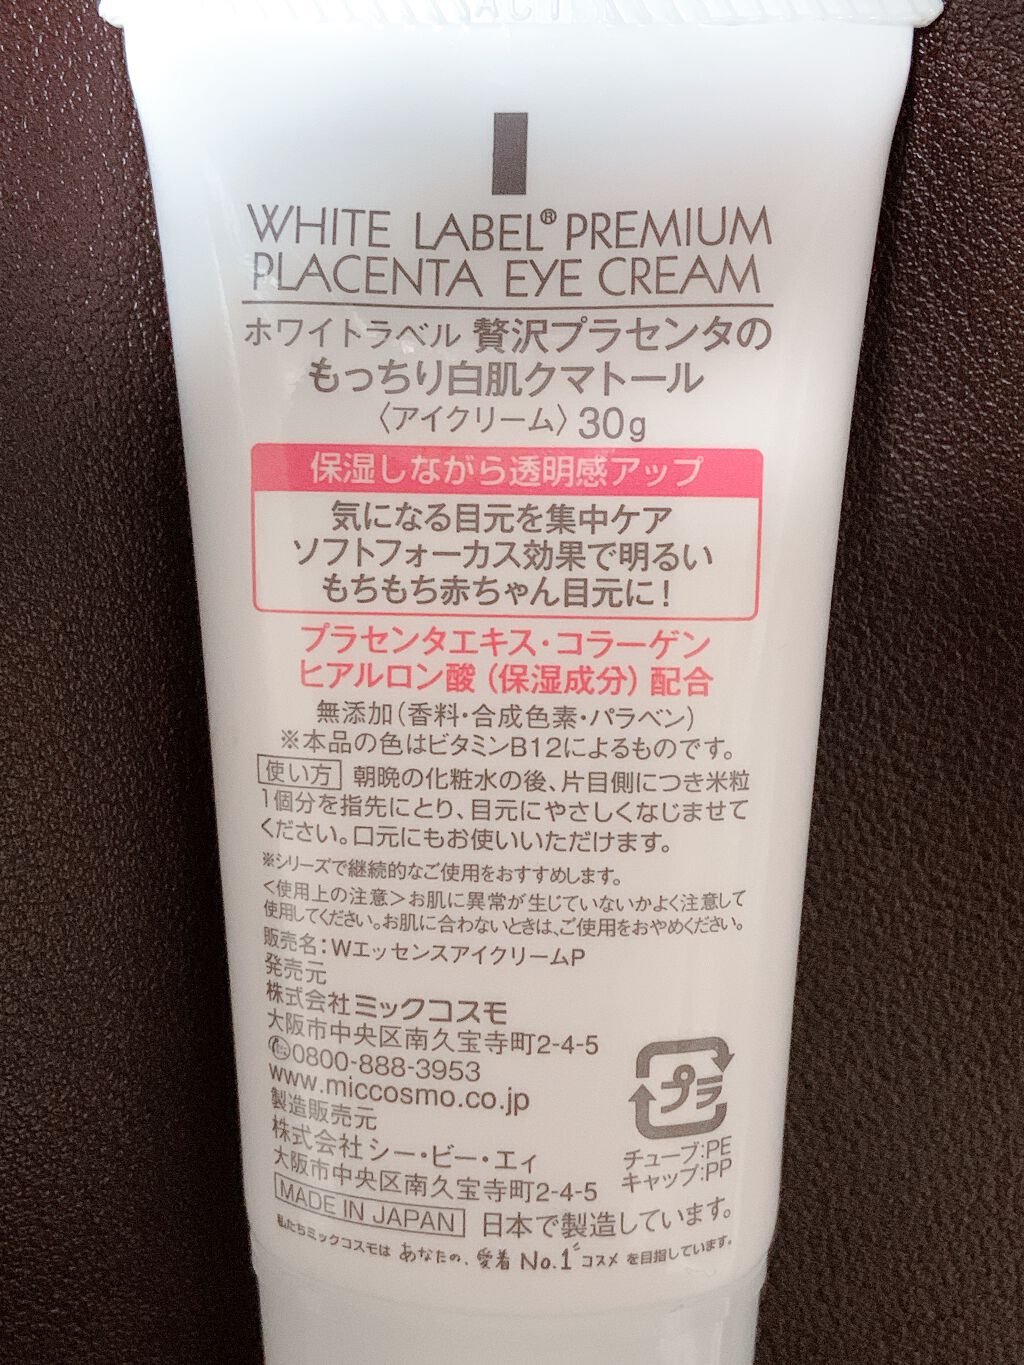 WHITE LABEL® PREMIUM
PLACENTA EYE CREAM
ホワイトラベル 贅沢プラセンタの
もっちり白肌クマトール
〈アイクリーム〉30g
保湿しながら透明感アップ
気になる目元を集中ケア
ソフトフォーカス効果で明るい
もちもち赤ちゃん目元に!
プラセンタエキス・コラーゲン
ヒアルロン酸(保湿成分)配合
無添加(香料・合成色素・パラベン)
※本品の色はビタミンB12によるものです。
使い方 朝晩の化粧水の後、片目側につき米粒
1個分を指先にとり、目元にやさしくなじませて
ください。口元にもお使いいただけます。
※シリーズで継続的なご使用をおすすめします。
<使用上の注意>お肌に異常が生じていないかよく注意して
使用してください。お肌に合わないときは、ご使用をおやめください。
販売名:WエッセンスアイクリームP
発売元
株式会社ミックコスモ
大阪市中央区南久宝寺町2-4-5
0800-888-3953
www.miccosmo.co.jp
製造販売元
株式会社シー・ビー・エィ
大阪市中央区南久宝寺町2-4-5
プラ
チューブ:PE
キャップ:PP
MADE IN JAPAN 日本で製造しています。
私たちミックコスモは あなたの、愛着No.1コスメ を目指しています。